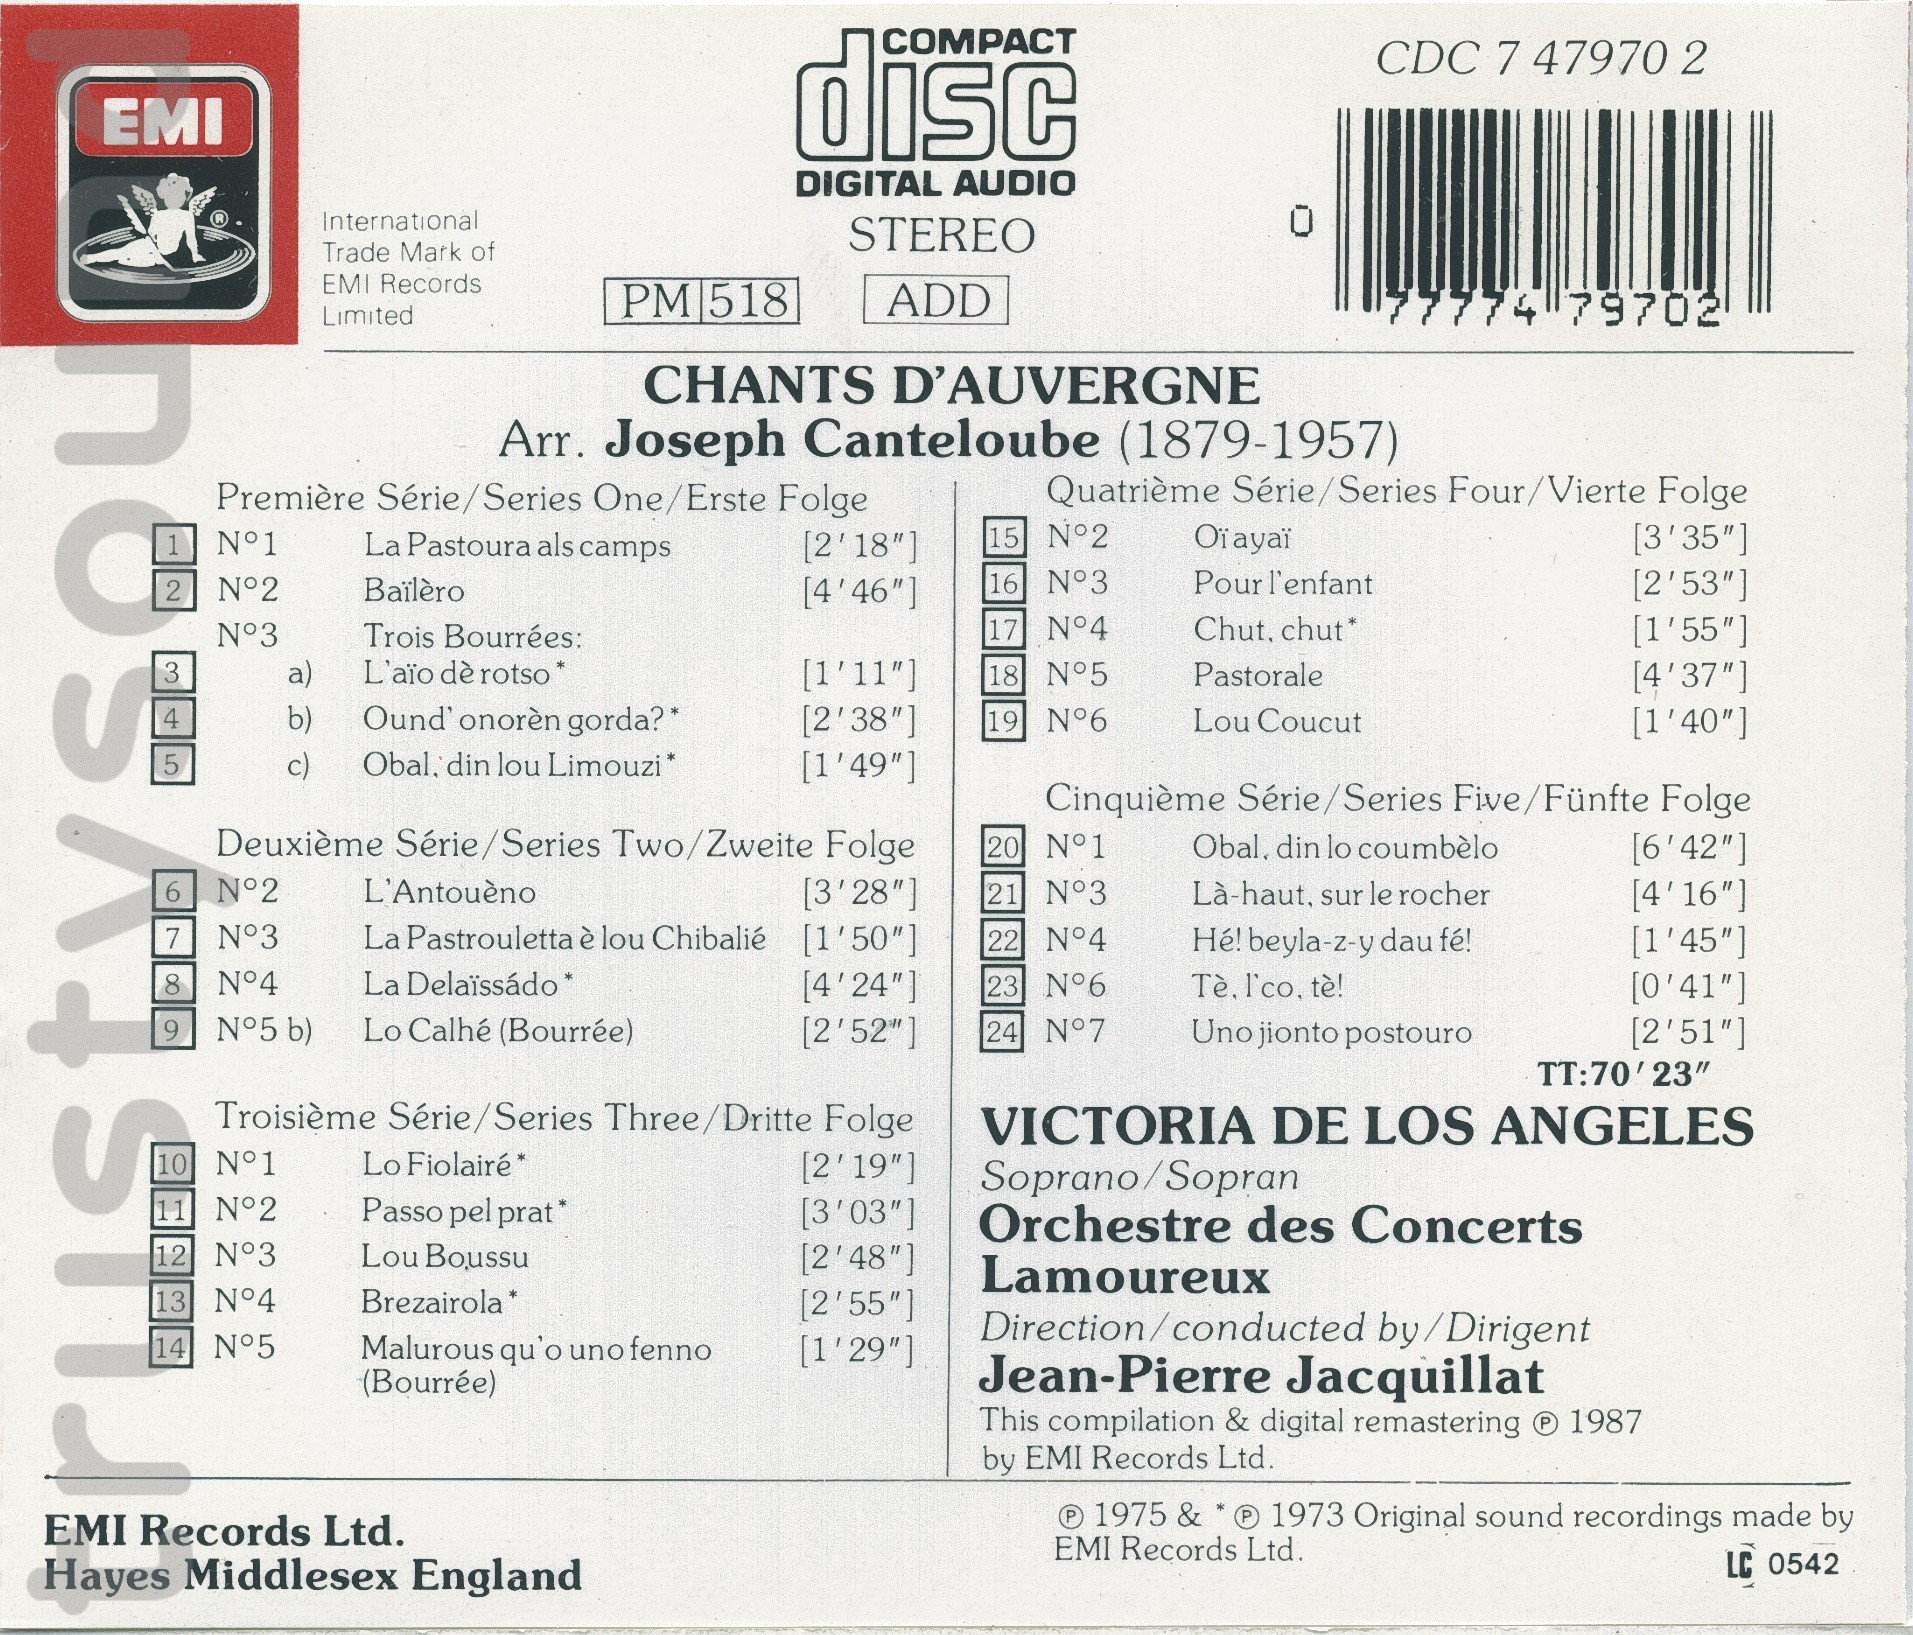 EMI
®
International
Trade Mark of
EMI Records
Limited
COMPACT
disc
DIGITAL AUDIO
STEREO
PM 518
ADD
CDC 7 47970 2
0 77774 79702
CHANTS D'AUVERGNE
Arr. Joseph Canteloube (1879-1957)
Première Série/Series One/Erste Folge
1 N°1 La Pastoura als camps [2'18"]
2 N°2 Baïlèro [4'46"]
N°3 Trois Bourrées:
3 a) L'aïo dè rotso* [1'11"]
4 b) Ound' onorèn gorda?* [2'38"]
5 c) Obal, din lou Limouzi* [1'49"]
Deuxième Série/Series Two/Zweite Folge
6 N°2 L'Antouèno [3'28"]
7 N°3 La Pastrouletta è lou Chibalié [1'50"]
8 N°4 La Delaïssádo* [4'24"]
9 N°5 b) Lo Calhé (Bourrée) [2'52"]
Troisième Série/Series Three/Dritte Folge
10 N°1 Lo Fiolairé* [2'19"]
11 N°2 Passo pel prat* [3'03"]
12 N°3 Lou Boussu [2'48"]
13 N°4 Brezairola* [2'55"]
14 N°5 Malurous qu'o uno fenno [1'29"]
(Bourrée)
Quatrième Série/Series Four/Vierte Folge
15 N°2 Oï ayaï [3'35"]
16 N°3 Pour l'enfant [2'53"]
17 N°4 Chut, chut* [1'55"]
18 N°5 Pastorale [4'37"]
19 N°6 Lou Coucut [1'40"]
Cinquième Série/Series Five/Fünfte Folge
20 N°1 Obal, din lo coumbèlo [6'42"]
21 N°3 Là-haut, sur le rocher [4'16"]
22 N°4 Hé! beyla-z-y dau fé! [1'45"]
23 N°6 Tè, l'co, tè! [0'41"]
24 N°7 Uno jionto postouro [2'51"]
TT:70'23"
VICTORIA DE LOS ANGELES
Soprano/Sopran
Orchestre des Concerts
Lamoureux
Direction/conducted by/Dirigent
Jean-Pierre Jacquillat
This compilation & digital remastering ℗ 1987
by EMI Records Ltd.
EMI Records Ltd.
Hayes Middlesex England
℗ 1975 & *℗ 1973 Original sound recordings made by
EMI Records Ltd.
LC 0542
trustysound